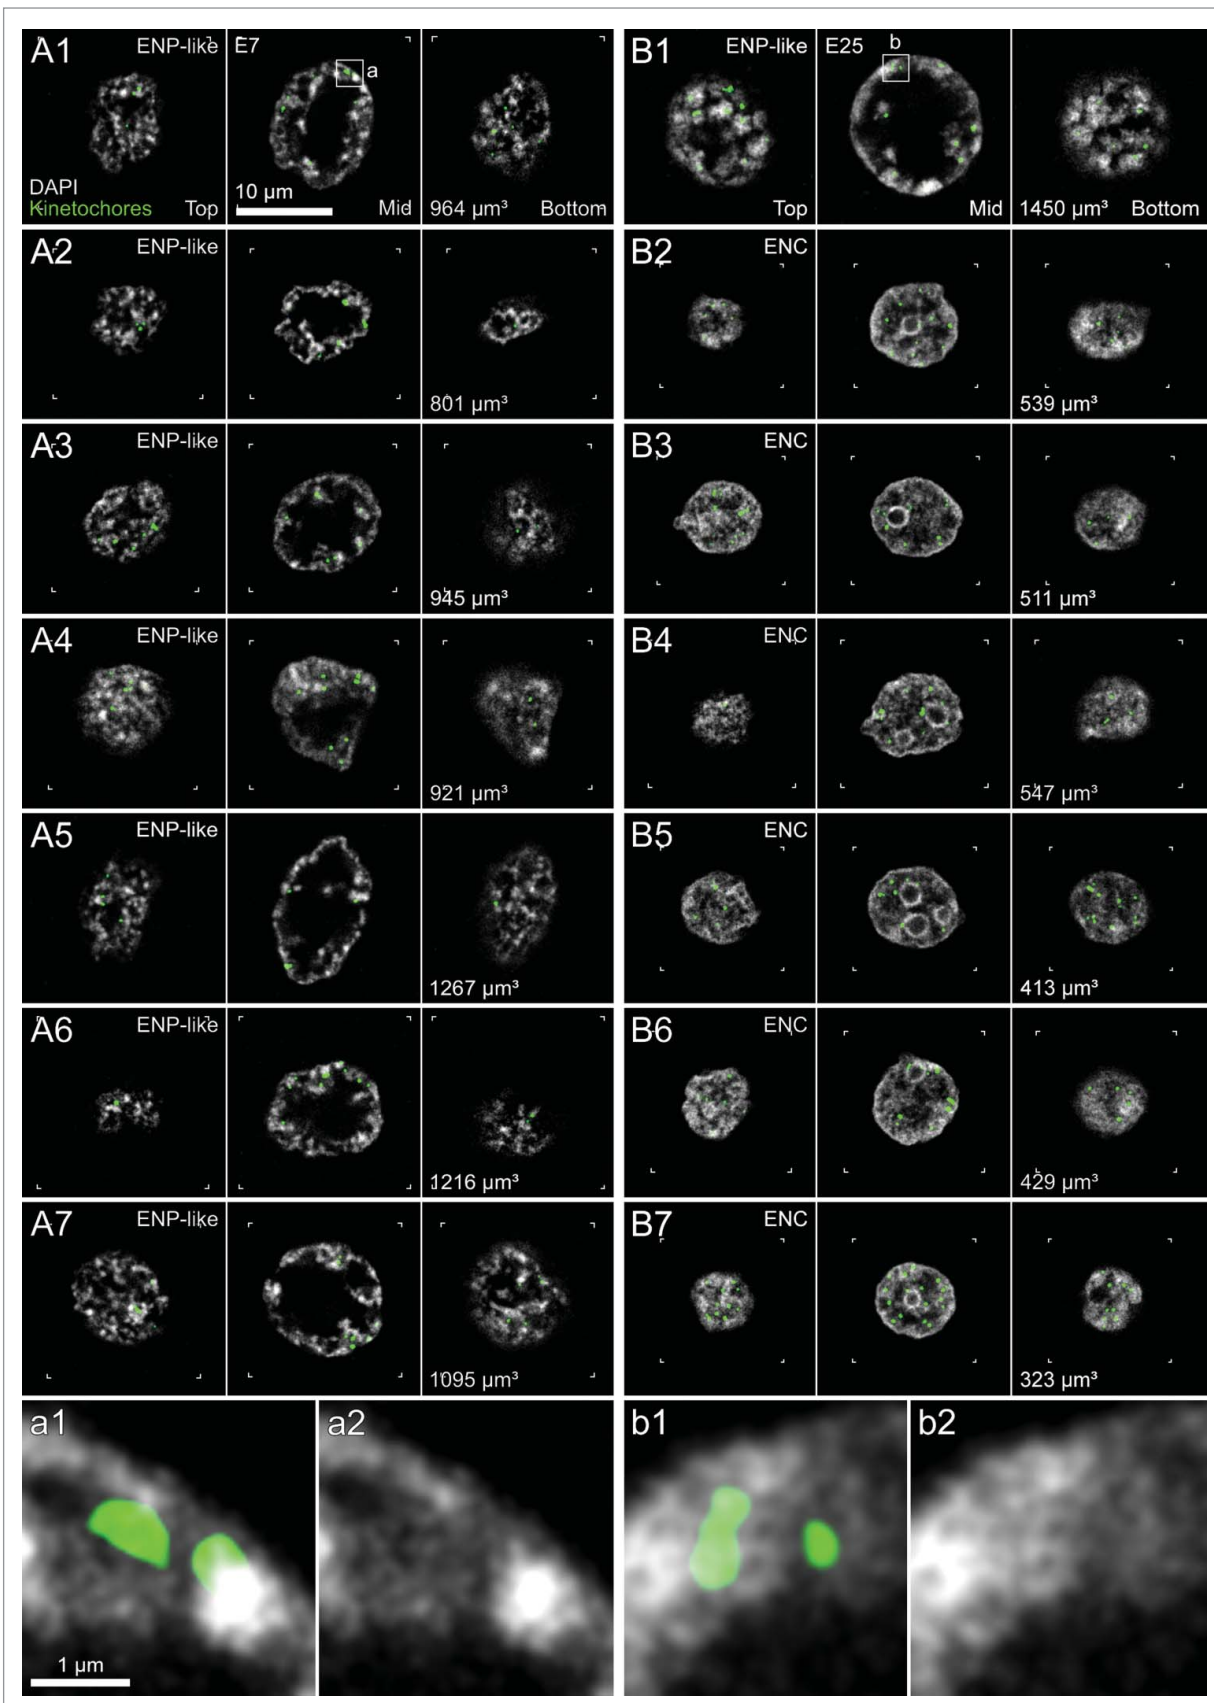 A1 ENP-like E7 a B1 ENP-like E25 b
DAPI
Kinetochores Top 10 µm Mid 964 µm³ Bottom Top Mid 1450 µm³ Bottom
A2 ENP-like B2 ENC
801 µm³ 539 µm³
A3 ENP-like B3 ENC
945 µm³ 511 µm³
A4 ENP-like B4 ENC
921 µm³ 547 µm³
A5 ENP-like B5 ENC
1267 µm³ 413 µm³
A6 ENP-like B6 ENC
1216 µm³ 429 µm³
A7 ENP-like B7 ENC
1095 µm³ 323 µm³
a1 a2 b1 b2
1 µm